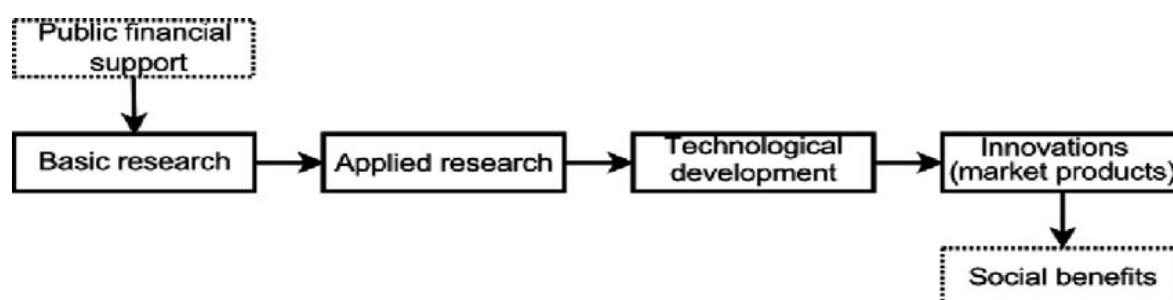 Public financial
support
Basic research
Applied research
Technological
development
Innovations
(market products)
Social benefits